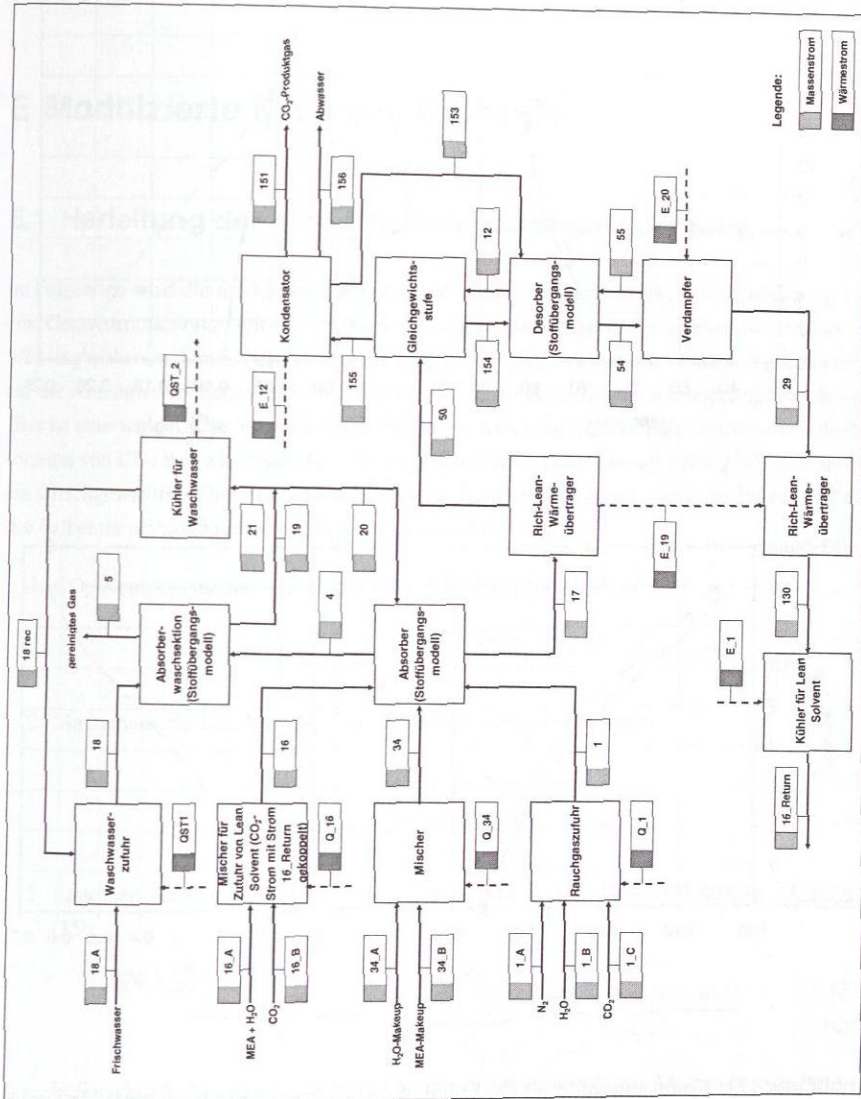 Frischwasser
18_A
Waschwasser-
zufuhr
QST1
18
18 rec
gereinigtes Gas
5
Absorber-
waschsektion
(Stoffübergangs-
modell)
21
19
20
4
Kühler für
Waschwasser
QST_2
MEA + H₂O
16_A
CO₂
16_B
Mischer für
Zufuhr von Lean
Solvent (CO₂-
Strom mit Strom
16_Return
gekoppelt)
Q_16
16
Absorber
(Stoffübergangs-
modell)
H₂O-Makeup
34_A
MEA-Makeup
34_B
Mischer
Q_34
34
N₂
1_A
H₂O
1_B
CO₂
1_C
Rauchgaszufuhr
Q_1
1
17
Rich-Lean-
Wärme-
übertrager
50
E_19
Kondensator
E_12
155
151
CO₂-Produktgas
156
Abwasser
153
Gleichgewichts-
stufe
12
154
Desorber
(Stoffübergangs-
modell)
54
55
Verdampfer
E_20
29
Rich-Lean-
Wärme-
übertrager
130
E_1
Kühler für Lean
Solvent
16_Return
Legende:
Massenstrom
Wärmestrom